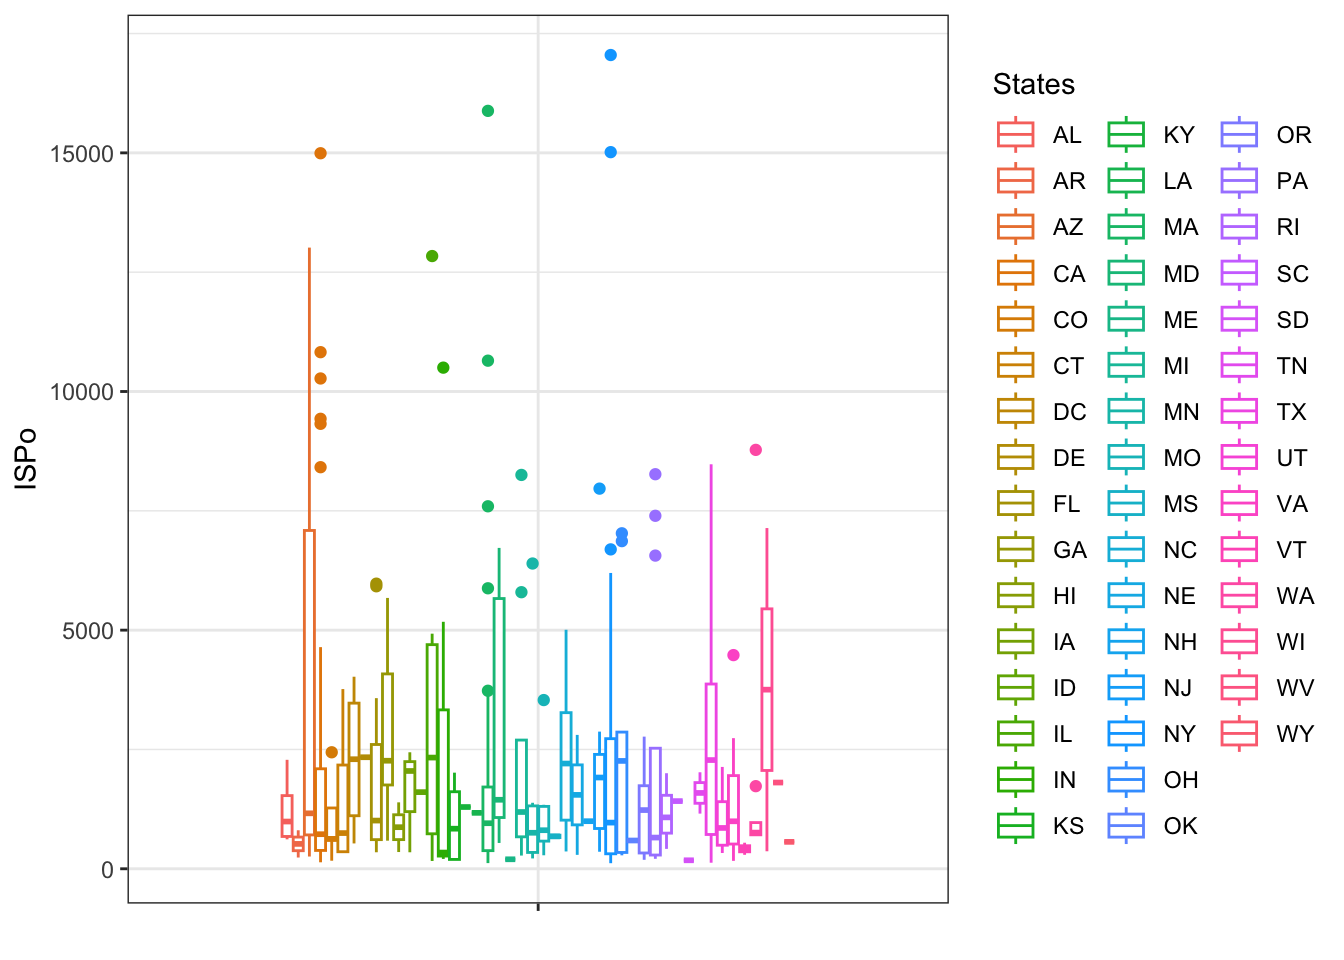 ISPo
15000
10000
5000
0
States
AL
AR
AZ
CA
CO
CT
DC
DE
FL
GA
HI
IA
ID
IL
IN
KS
KY
LA
MA
MD
ME
MI
MN
MO
MS
NC
NE
NH
NJ
NY
OH
OK
OR
PA
RI
SC
SD
TN
TX
UT
VA
VT
WA
WI
WV
WY